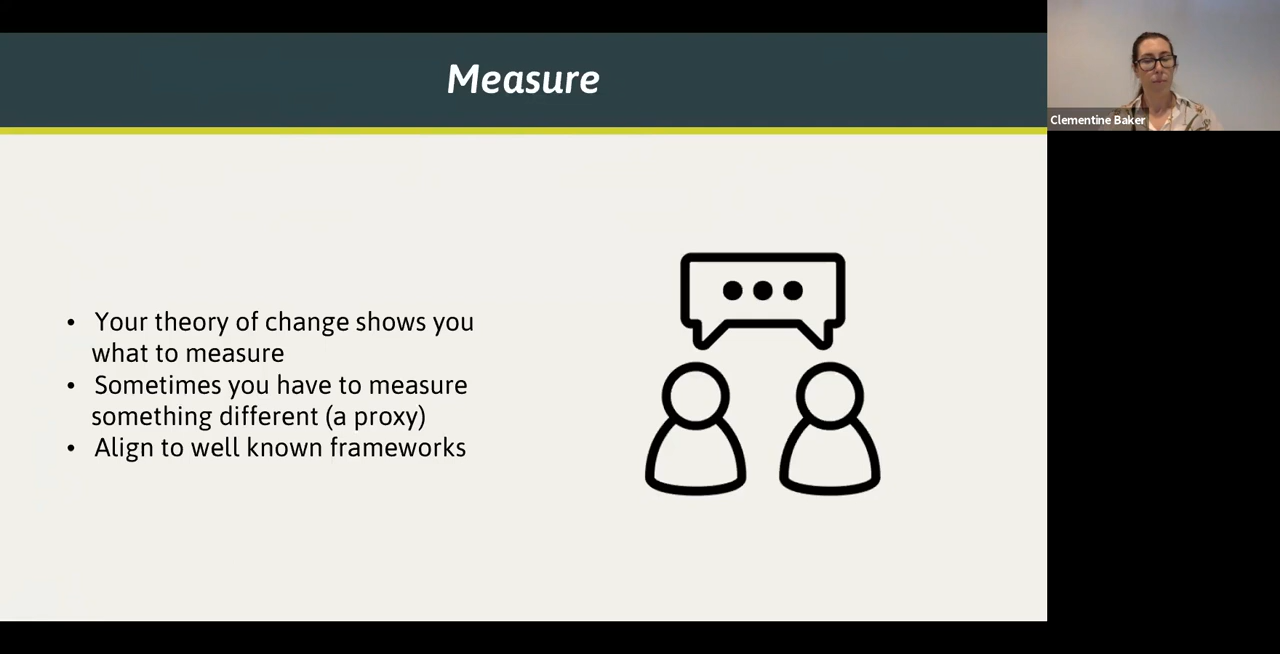 Measure
Clementine Baker
• Your theory of change shows you
what to measure
• Sometimes you have to measure
something different (a proxy)
• Align to well known frameworks